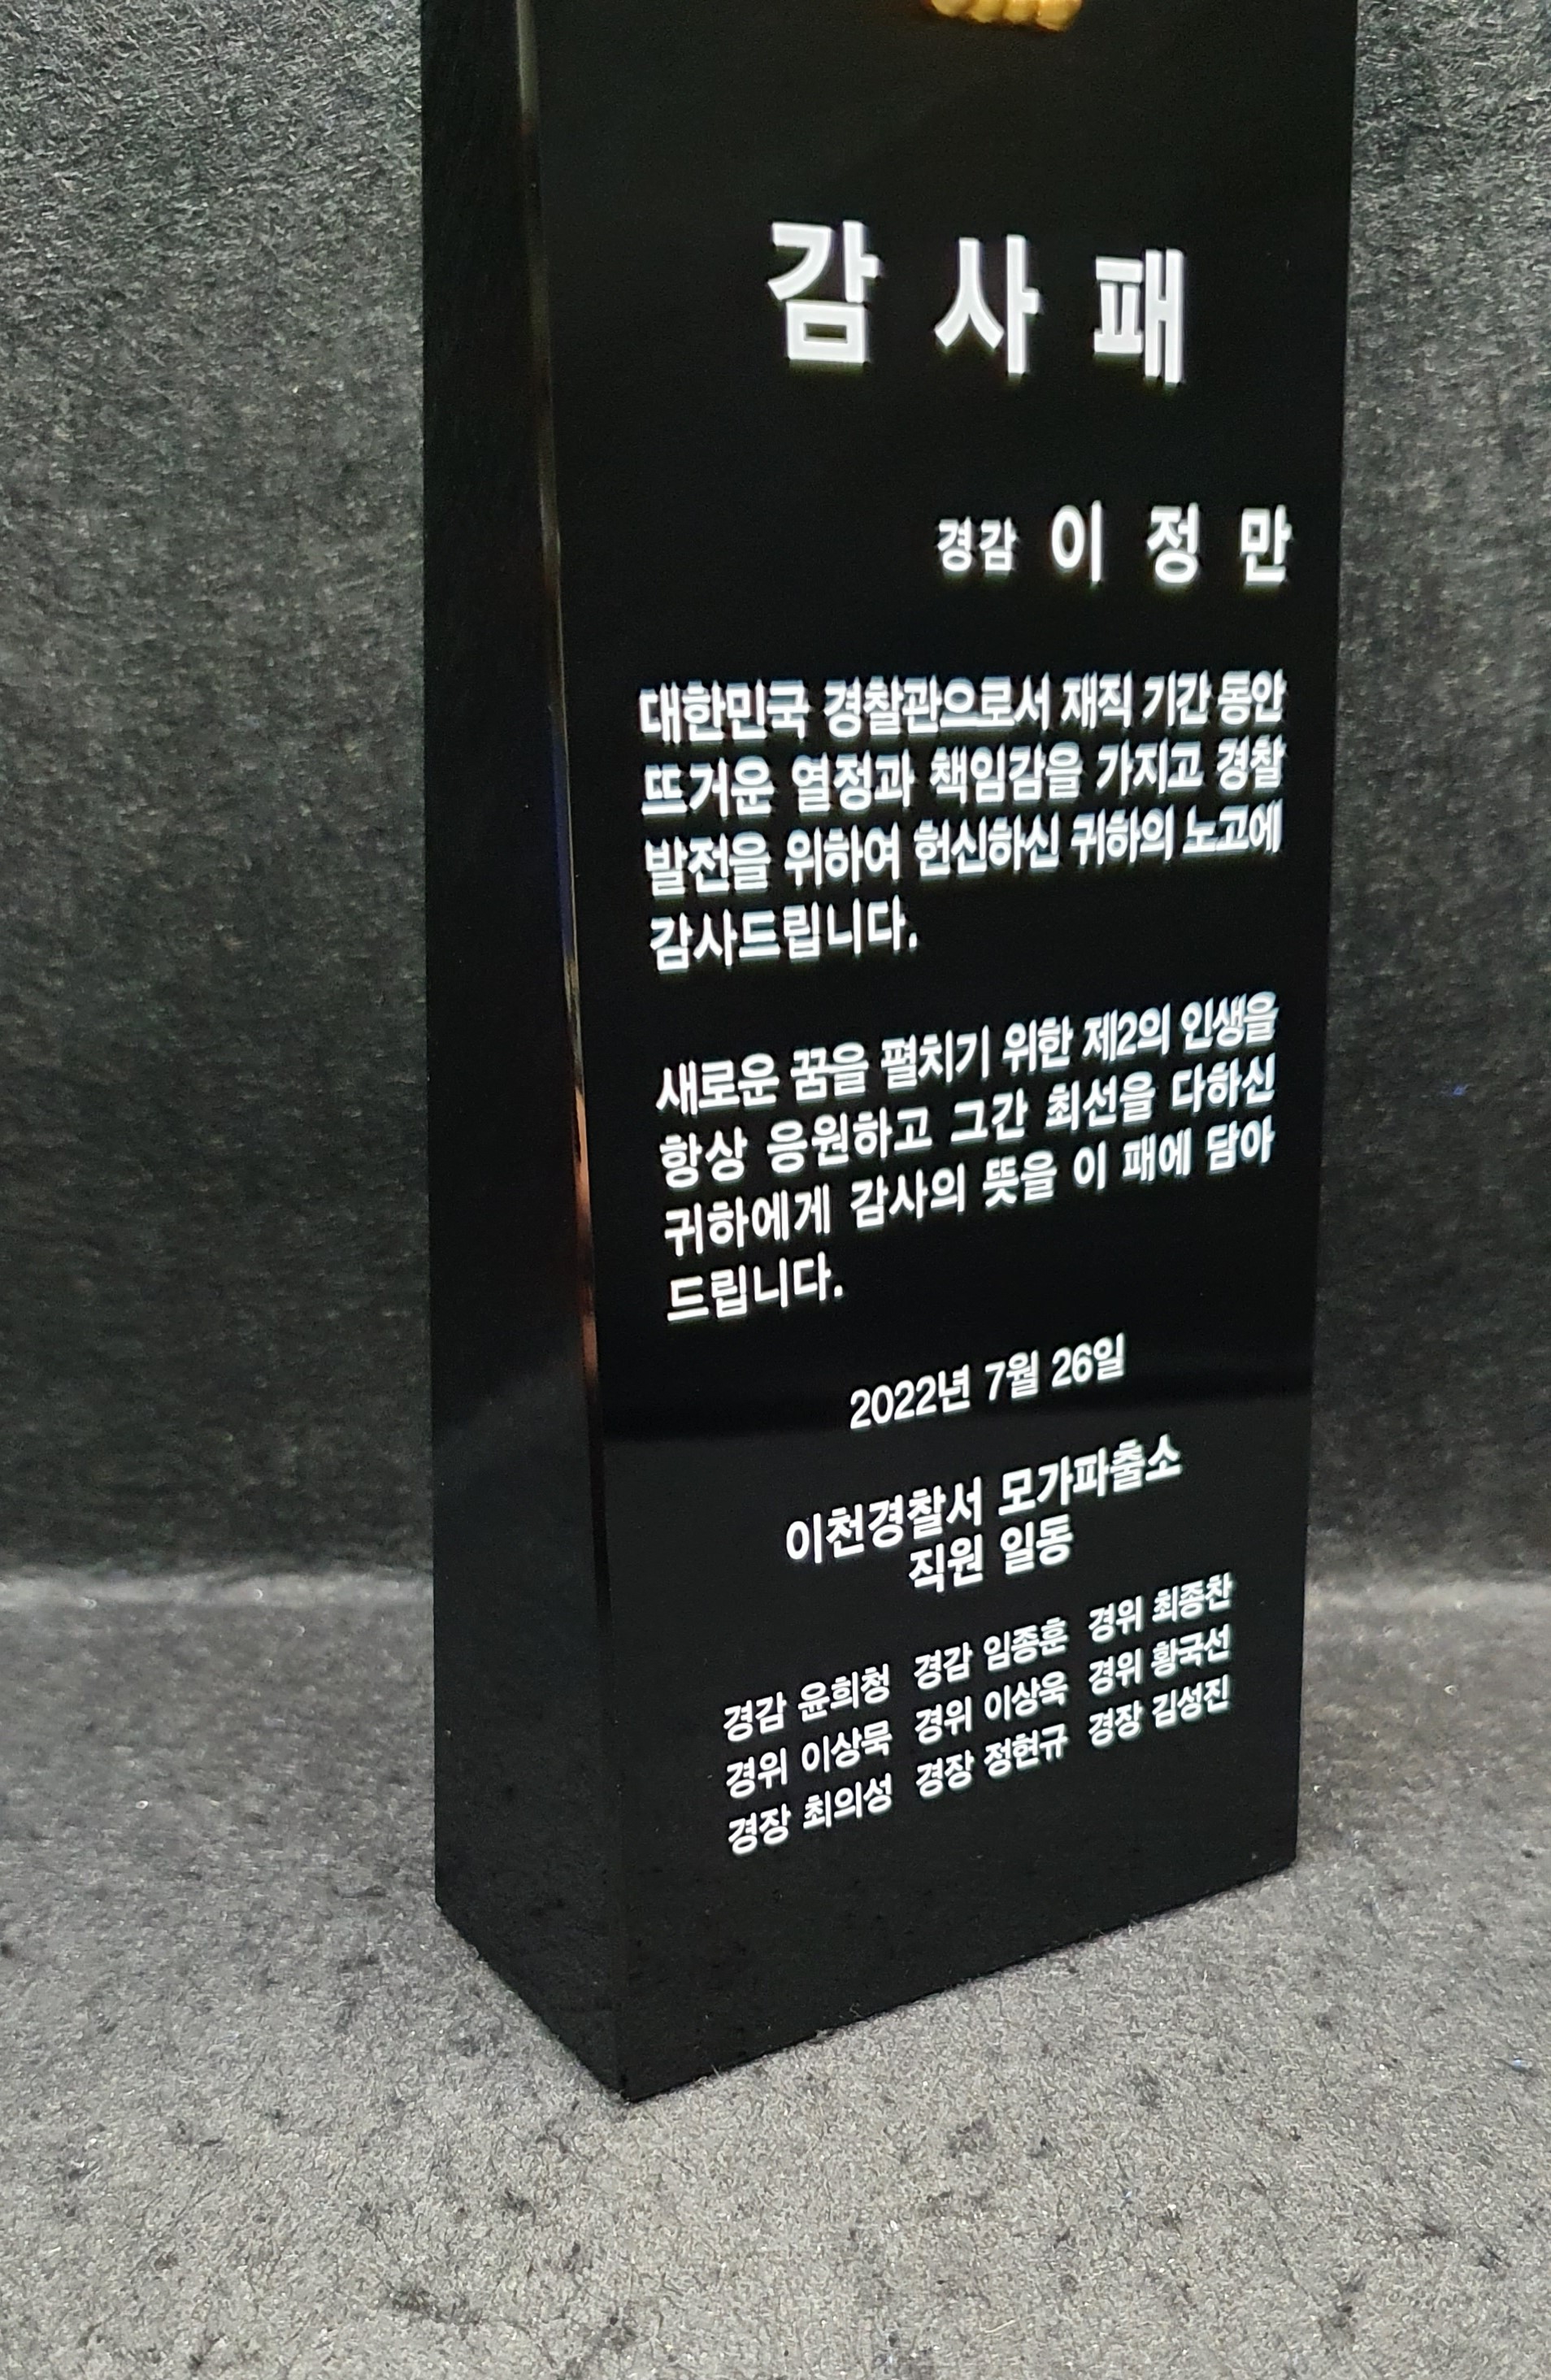 감사패
경감 이정만
대한민국 경찰관으로서 재직 기간 동안
뜨거운 열정과 책임감을 가지고 경찰
발전을 위하여 헌신하신 귀하의 노고에
감사드립니다.
새로운 꿈을 펼치기 위한 제2의 인생을
항상 응원하고 그간 최선을 다하신
귀하에게 감사의 뜻을 이 패에 담아
드립니다.
2022년 7월 26일
이천경찰서 모가파출소
직원 일동
경감 윤희청 경감 임종훈 경위 최종찬
경위 이상묵 경위 이상욱 경위 황국선
경장 최의성 경장 정현규 경장 김성진